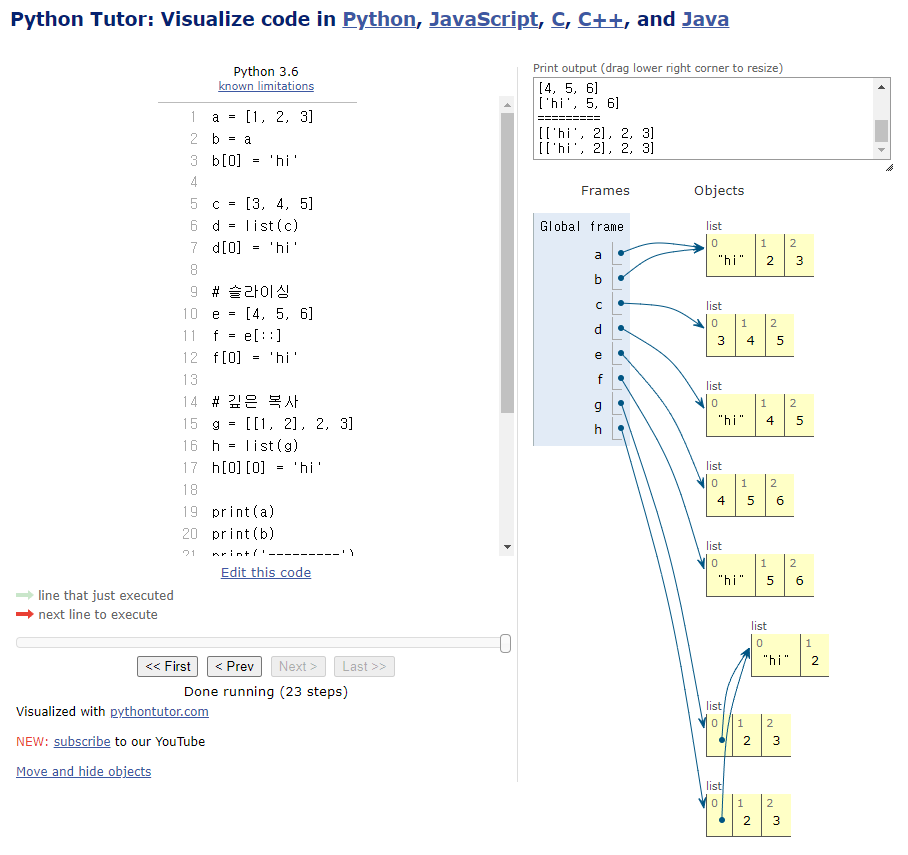 Python Tutor: Visualize code in Python, JavaScript, C, C++, and Java
Python 3.6
known limitations
1 a = [1, 2, 3]
2 b = a
3 b[0] = 'hi'
4
5 c = [3, 4, 5]
6 d = list(c)
7 d[0] = 'hi'
8
9 # 슬라이싱
10 e = [4, 5, 6]
11 f = e[::]
12 f[0] = 'hi'
13
14 # 깊은 복사
15 g = [[1, 2], 2, 3]
16 h = list(g)
17 h[0][0] = 'hi'
18
19 print(a)
20 print(b)
21 print('=========')
Edit this code
line that just executed
next line to execute
<< First < Prev Next > Last >>
Done running (23 steps)
Visualized with pythontutor.com
NEW: subscribe to our YouTube
Move and hide objects
Print output (drag lower right corner to resize)
[4, 5, 6]
['hi', 5, 6]
=========
[['hi', 2], 2, 3]
[['hi', 2], 2, 3]
Frames Objects
Global frame
a
b
c
d
e
f
g
h
list
0 1 2
"hi" 2 3
list
0 1 2
3 4 5
list
0 1 2
"hi" 4 5
list
0 1 2
4 5 6
list
0 1 2
"hi" 5 6
list
0 1
"hi" 2
list
0 1 2
2 3
list
0 1 2
2 3